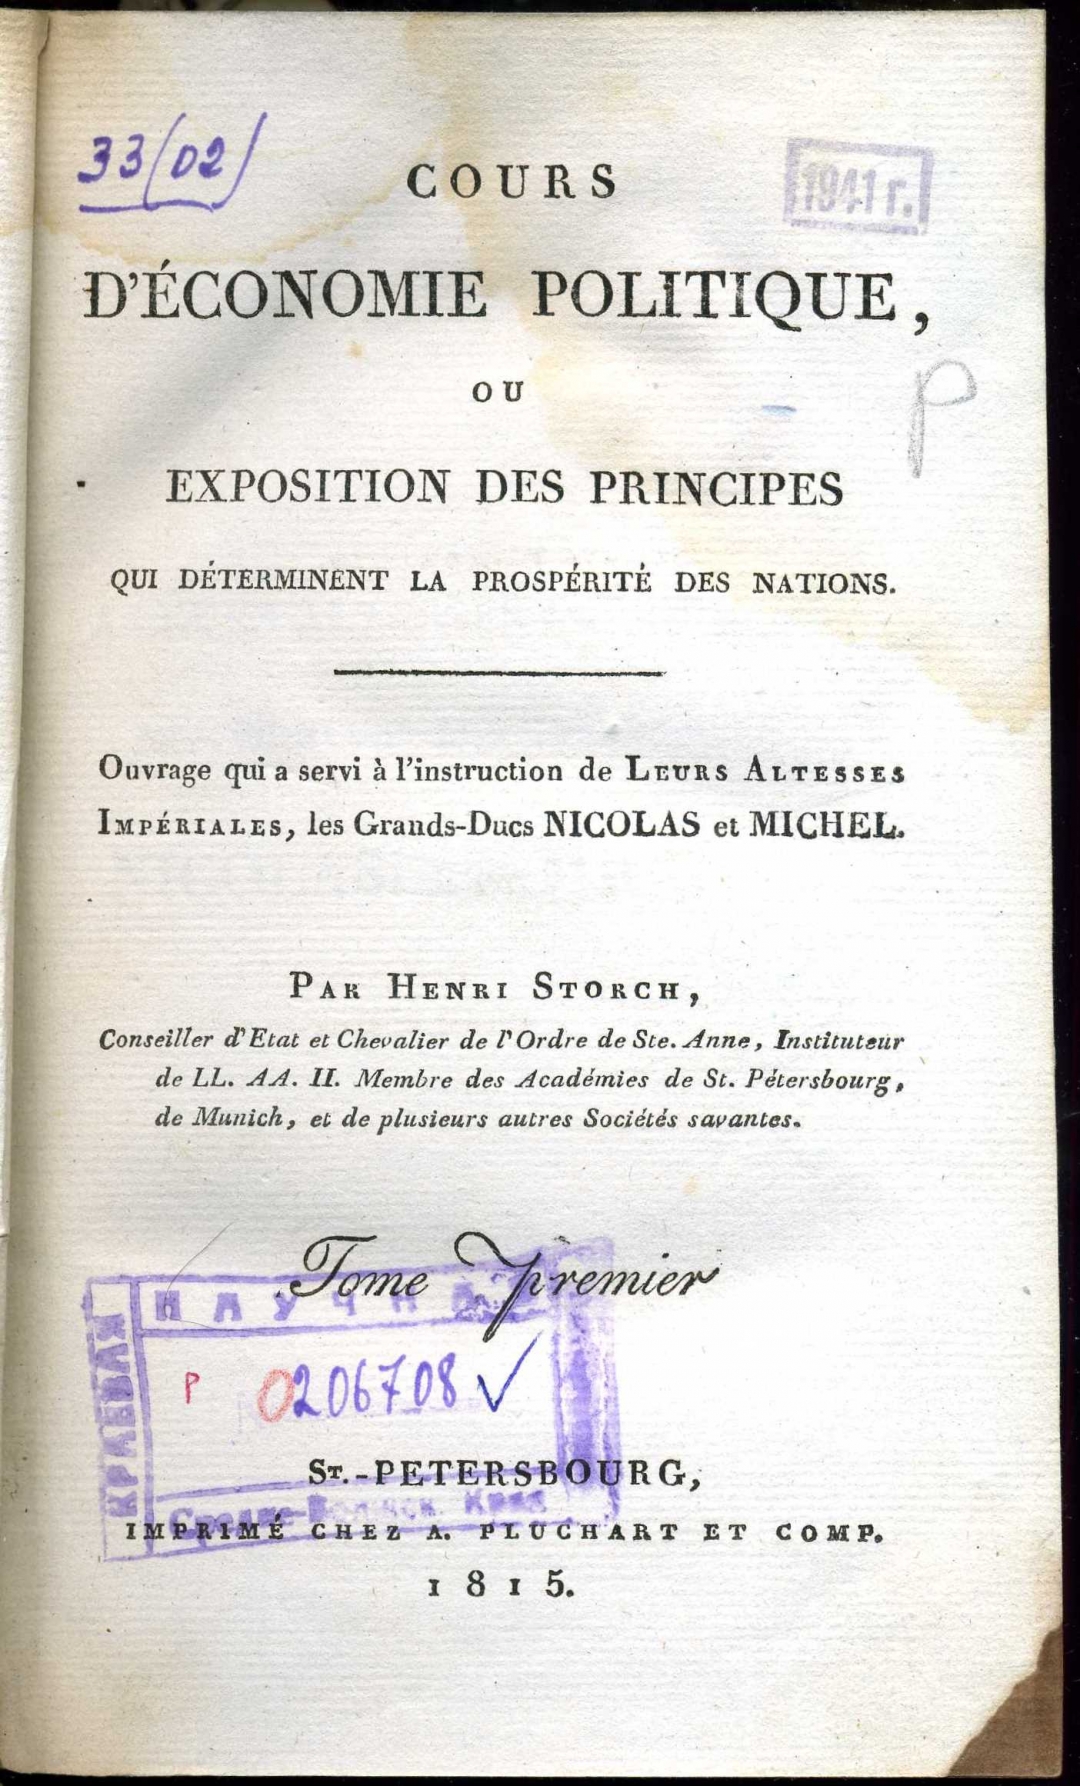 33(02)
1941 г.
COURS
D'ÉCONOMIE POLITIQUE,
OU
P
EXPOSITION DES PRINCIPES
QUI DÉTERMINENT LA PROSPÉRITÉ DES NATIONS.
Ouvrage qui a servi à l'instruction de LEURS ALTESSES
IMPÉRIALES, les Grands-Ducs NICOLAS et MICHEL.
PAR HENRI STORCH,
Conseiller d'Etat et Chevalier de l'Ordre de Ste. Anne, Instituteur
de LL. AA. II. Membre des Académies de St. Pétersbourg,
de Munich, et de plusieurs autres Sociétés savantes.
Tome premier
КРАЕВАЯ
Р 0206708
ST.-PETERSBOURG,
IMPRIMÉ CHEZ A. PLUCHART ET COMP.
1815.